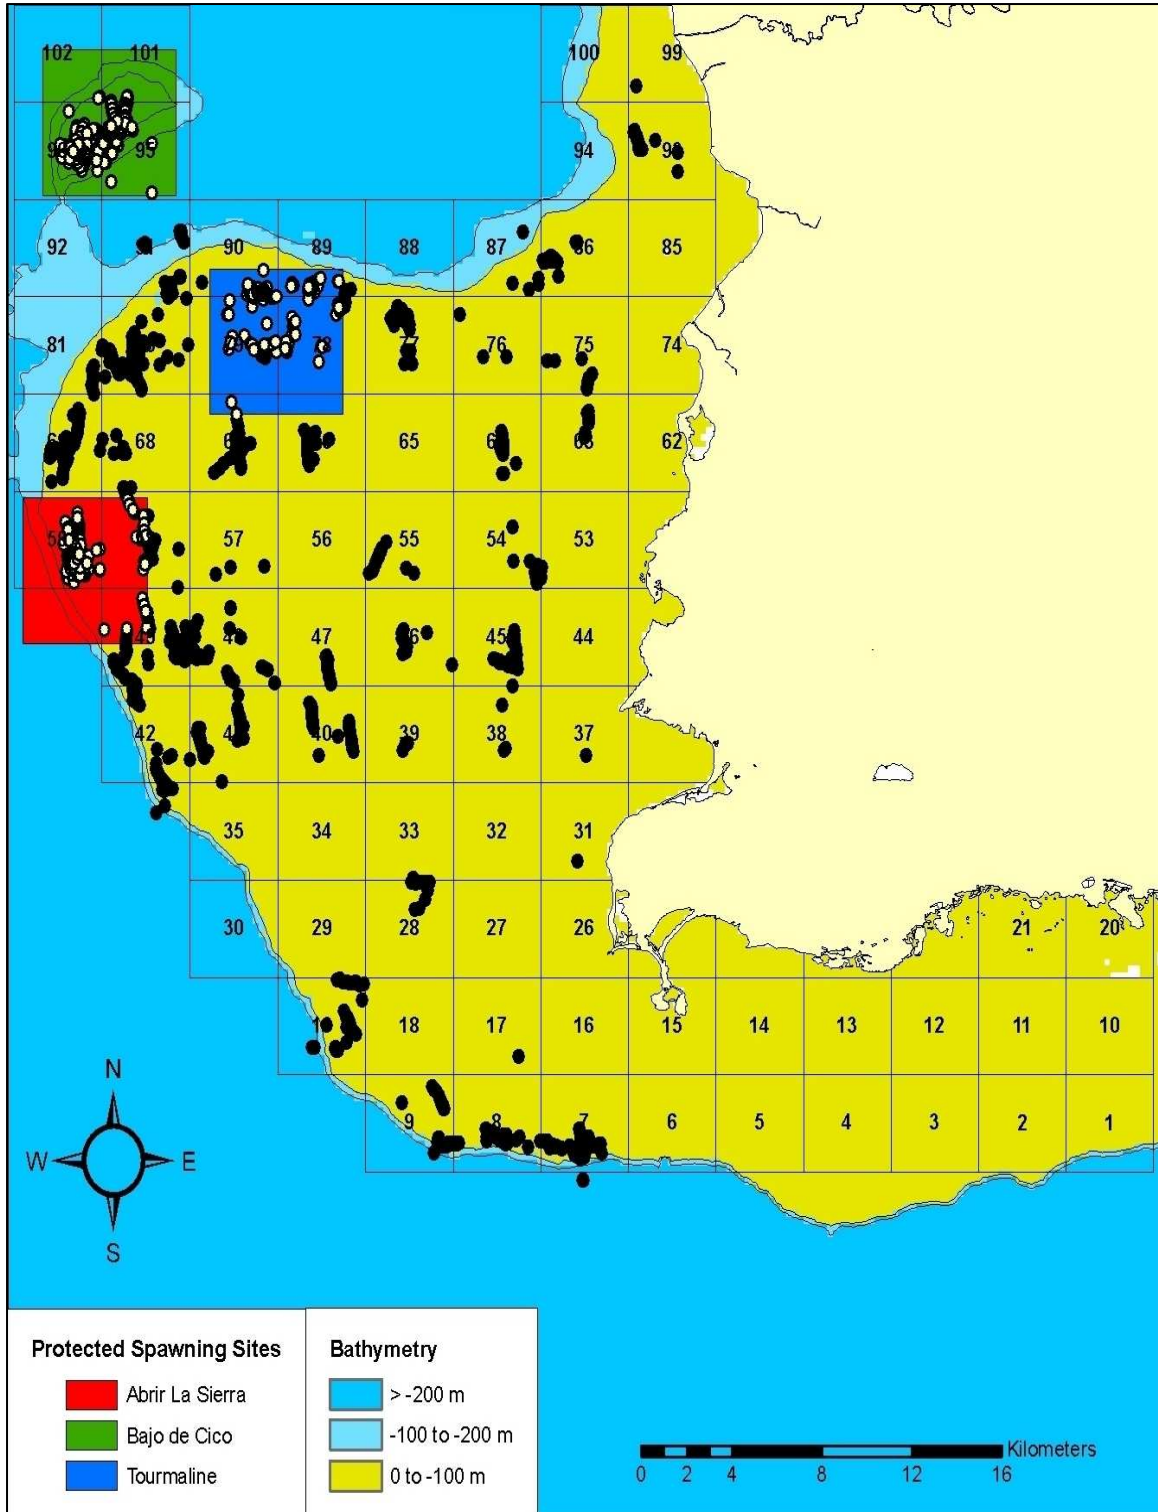 102 101 100 99
95 94
92 90 89 88 87 85
81 77 76 75 74
68 65 62
57 56 55 54 53
47 45 44
42 40 39 38 37
35 34 33 32 31
30 29 28 27 26 21 20
18 17 16 15 14 13 12 11 10
9 8 7 6 5 4 3 2 1
N
W E
S
Protected Spawning Sites
Abrir La Sierra
Bajo de Cico
Tourmaline
Bathymetry
> -200 m
-100 to -200 m
0 to -100 m
Kilometers
0 2 4 8 12 16